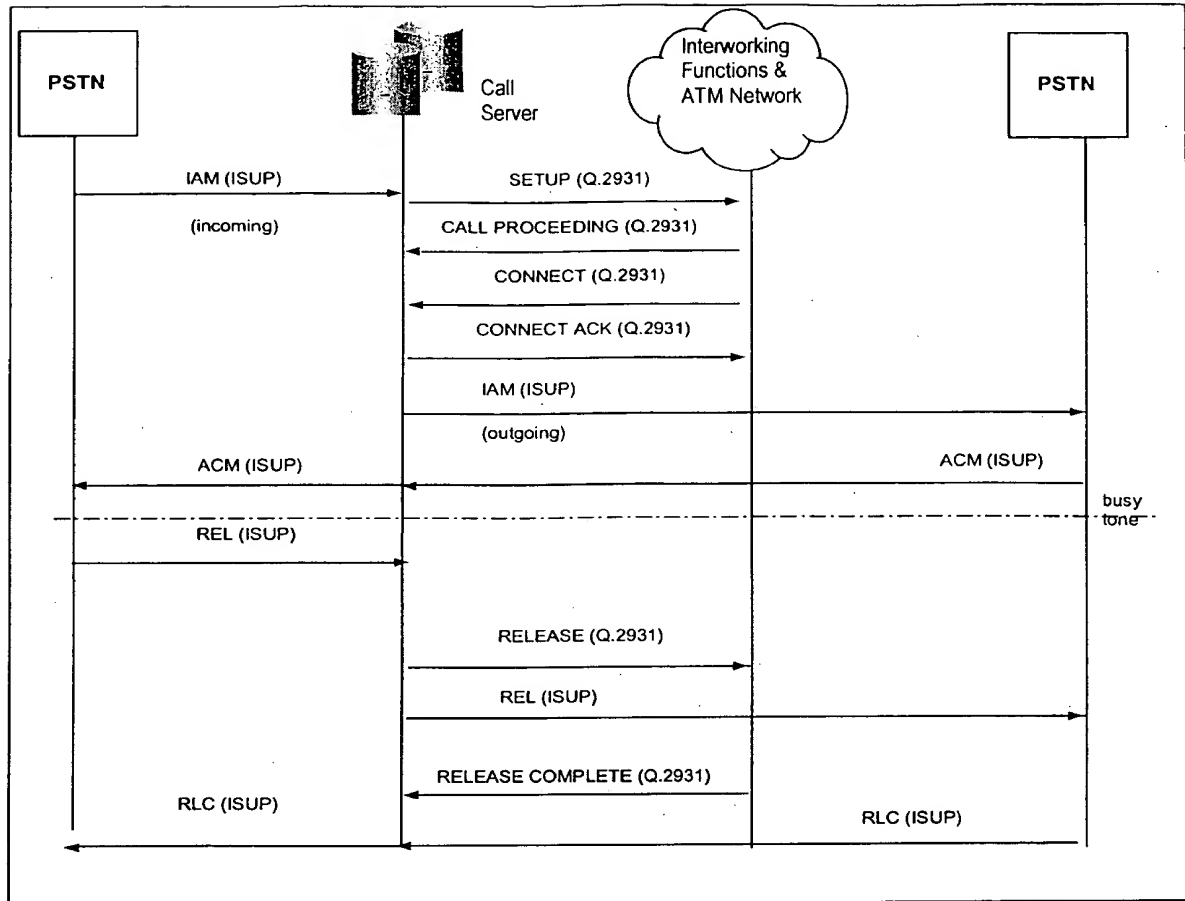 PSTN
Call
Server
Interworking
Functions &
ATM Network
PSTN
IAM (ISUP)
SETUP (Q.2931)
(incoming)
CALL PROCEEDING (Q.2931)
CONNECT (Q.2931)
CONNECT ACK (Q.2931)
IAM (ISUP)
(outgoing)
ACM (ISUP)
ACM (ISUP)
busy
tone
REL (ISUP)
RELEASE (Q.2931)
REL (ISUP)
RELEASE COMPLETE (Q.2931)
RLC (ISUP)
RLC (ISUP)